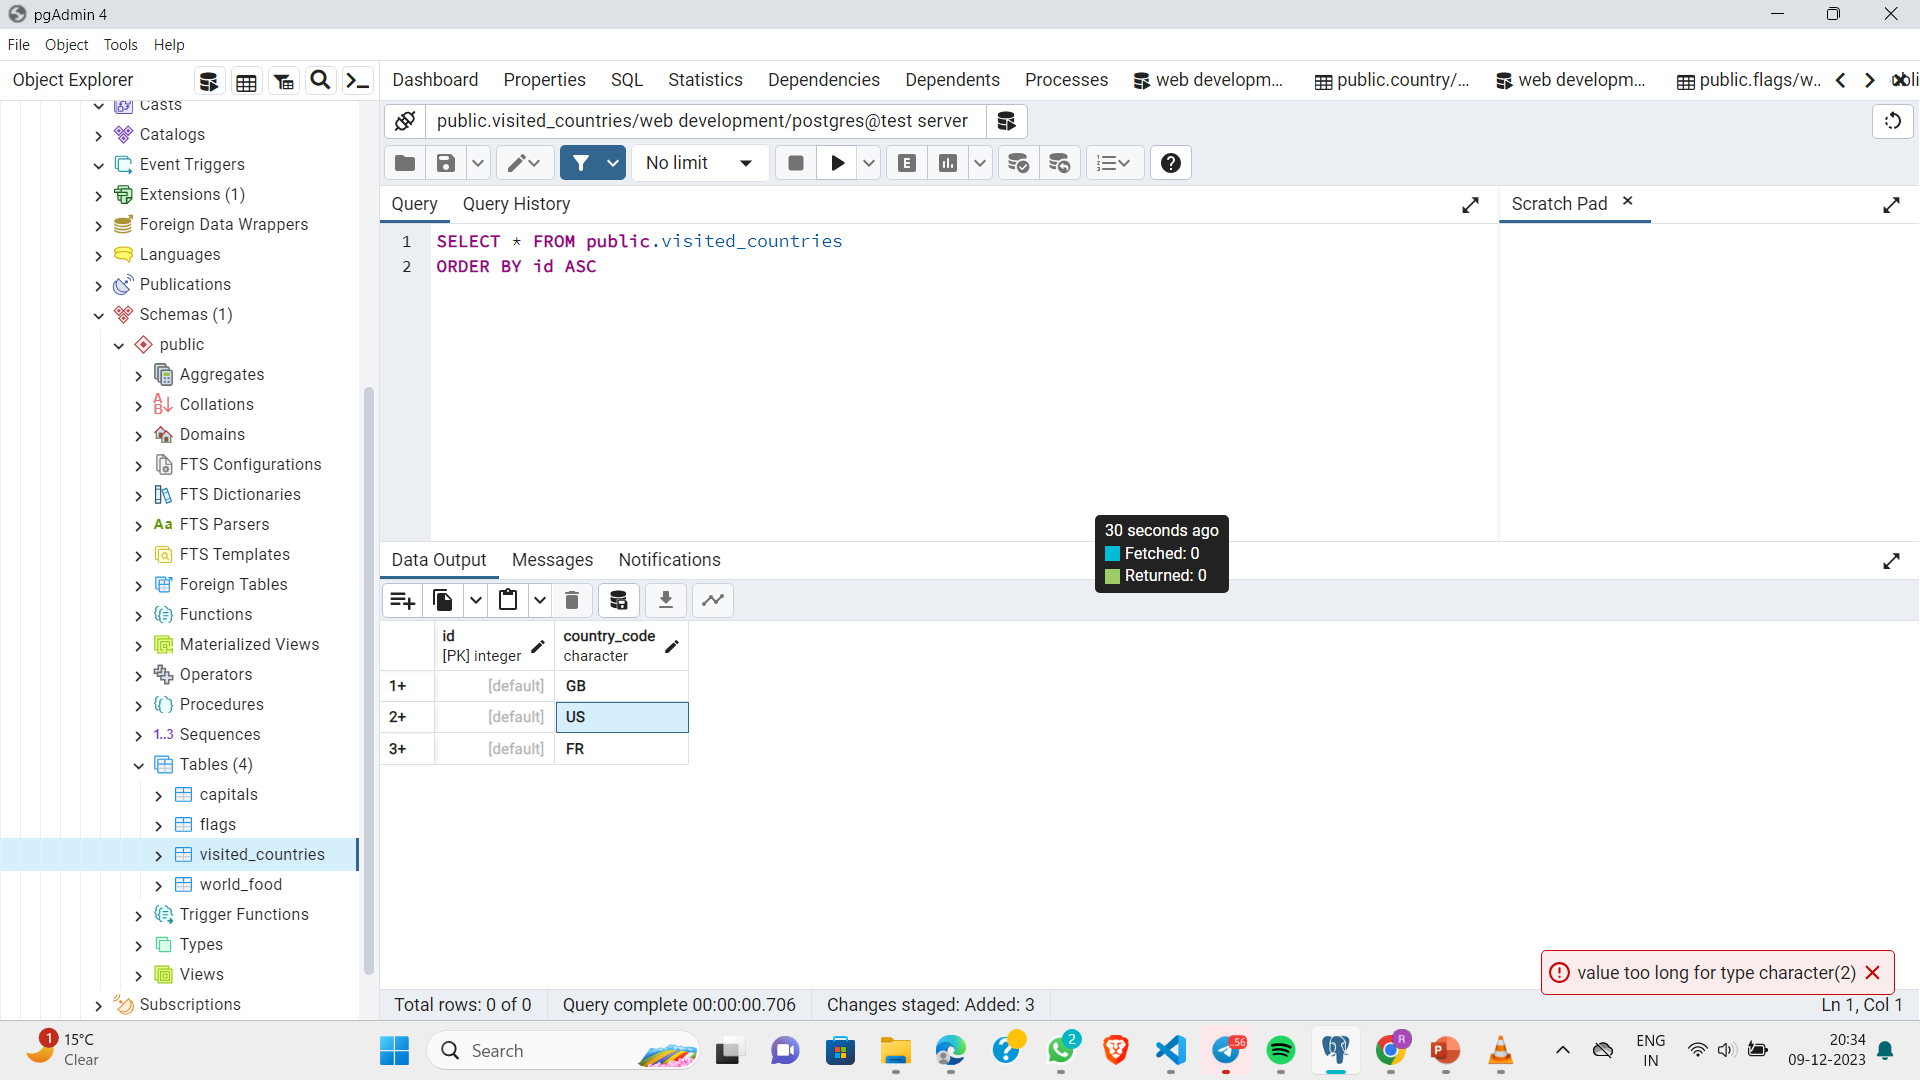 pgAdmin 4
File Object Tools Help
Object Explorer
Dashboard Properties SQL Statistics Dependencies Dependents Processes web developm... public.country/... web developm... public.flags/w...
public.visited_countries/web development/postgres@test server
No limit
E
Query Query History
Scratch Pad
1 SELECT * FROM public.visited_countries
2 ORDER BY id ASC
Casts
Catalogs
Event Triggers
Extensions (1)
Foreign Data Wrappers
Languages
Publications
Schemas (1)
public
Aggregates
Collations
Domains
FTS Configurations
FTS Dictionaries
Aa FTS Parsers
FTS Templates
Foreign Tables
Functions
Materialized Views
Operators
Procedures
1..3 Sequences
Tables (4)
capitals
flags
visited_countries
world_food
Trigger Functions
Types
Views
Subscriptions
30 seconds ago
Fetched: 0
Returned: 0
Data Output Messages Notifications
id country_code
[PK] integer character
1+ [default] GB
2+ [default] US
3+ [default] FR
value too long for type character(2)
Total rows: 0 of 0 Query complete 00:00:00.706 Changes staged: Added: 3
Ln 1, Col 1
1
15°C
Clear
Search
2
56
R
P
ENG
IN
20:34
09-12-2023